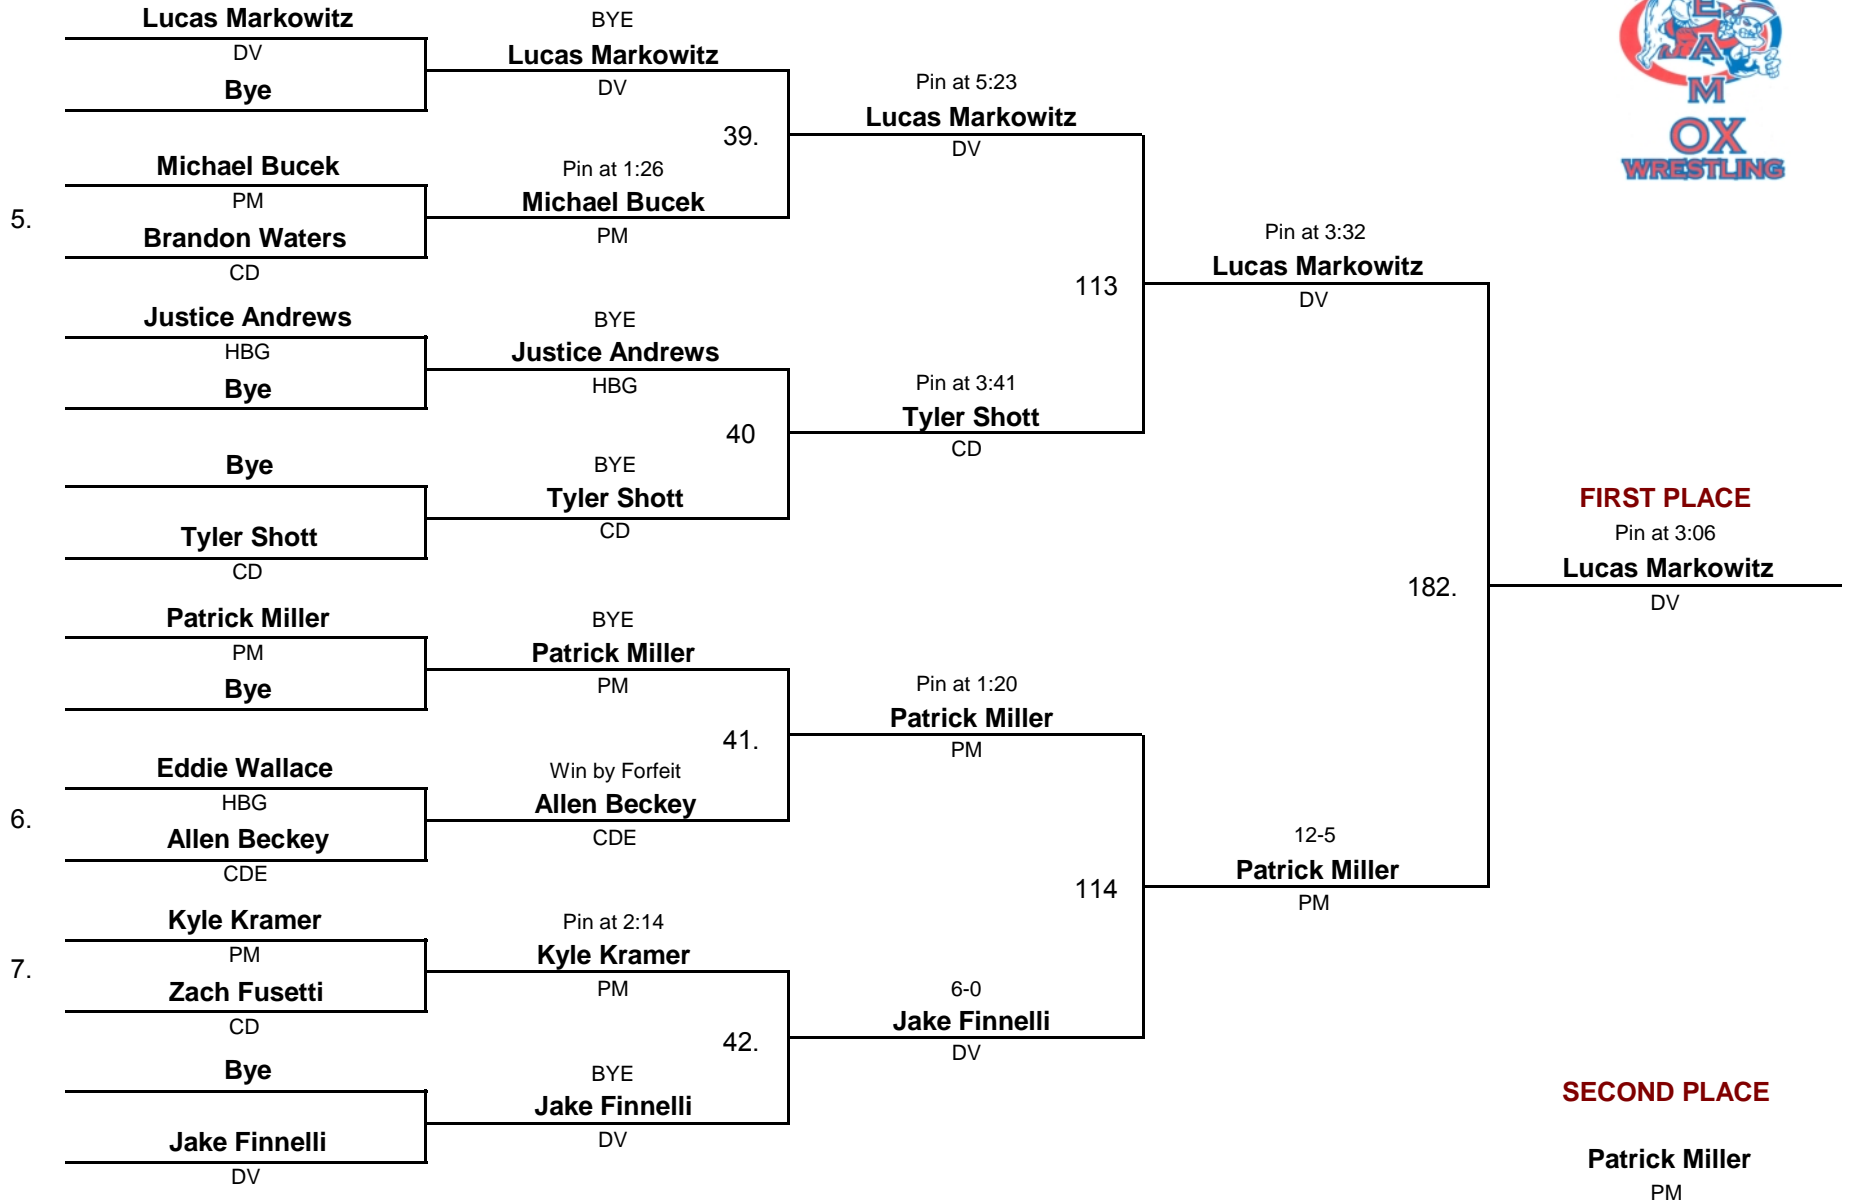 Lucas Markowitz
DV
Bye
5.
Michael Bucek
PM
Brandon Waters
CD
Justice Andrews
HBG
Bye
Bye
Tyler Shott
CD
Patrick Miller
PM
Bye
6.
Eddie Wallace
HBG
Allen Beckey
CDE
7.
Kyle Kramer
PM
Zach Fusetti
CD
Bye
Jake Finnelli
DV
BYE
Lucas Markowitz
DV
39.
Pin at 1:26
Michael Bucek
PM
BYE
Justice Andrews
HBG
40
BYE
Tyler Shott
CD
BYE
Patrick Miller
PM
41.
Win by Forfeit
Allen Beckey
CDE
Pin at 2:14
Kyle Kramer
PM
42.
BYE
Jake Finnelli
DV
Pin at 5:23
Lucas Markowitz
DV
113
Pin at 3:41
Tyler Shott
CD
Pin at 1:20
Patrick Miller
PM
114
6-0
Jake Finnelli
DV
Pin at 3:32
Lucas Markowitz
DV
182.
12-5
Patrick Miller
PM
E
A
M
OX
WRESTLING
FIRST PLACE
Pin at 3:06
Lucas Markowitz
DV
SECOND PLACE
Patrick Miller
PM